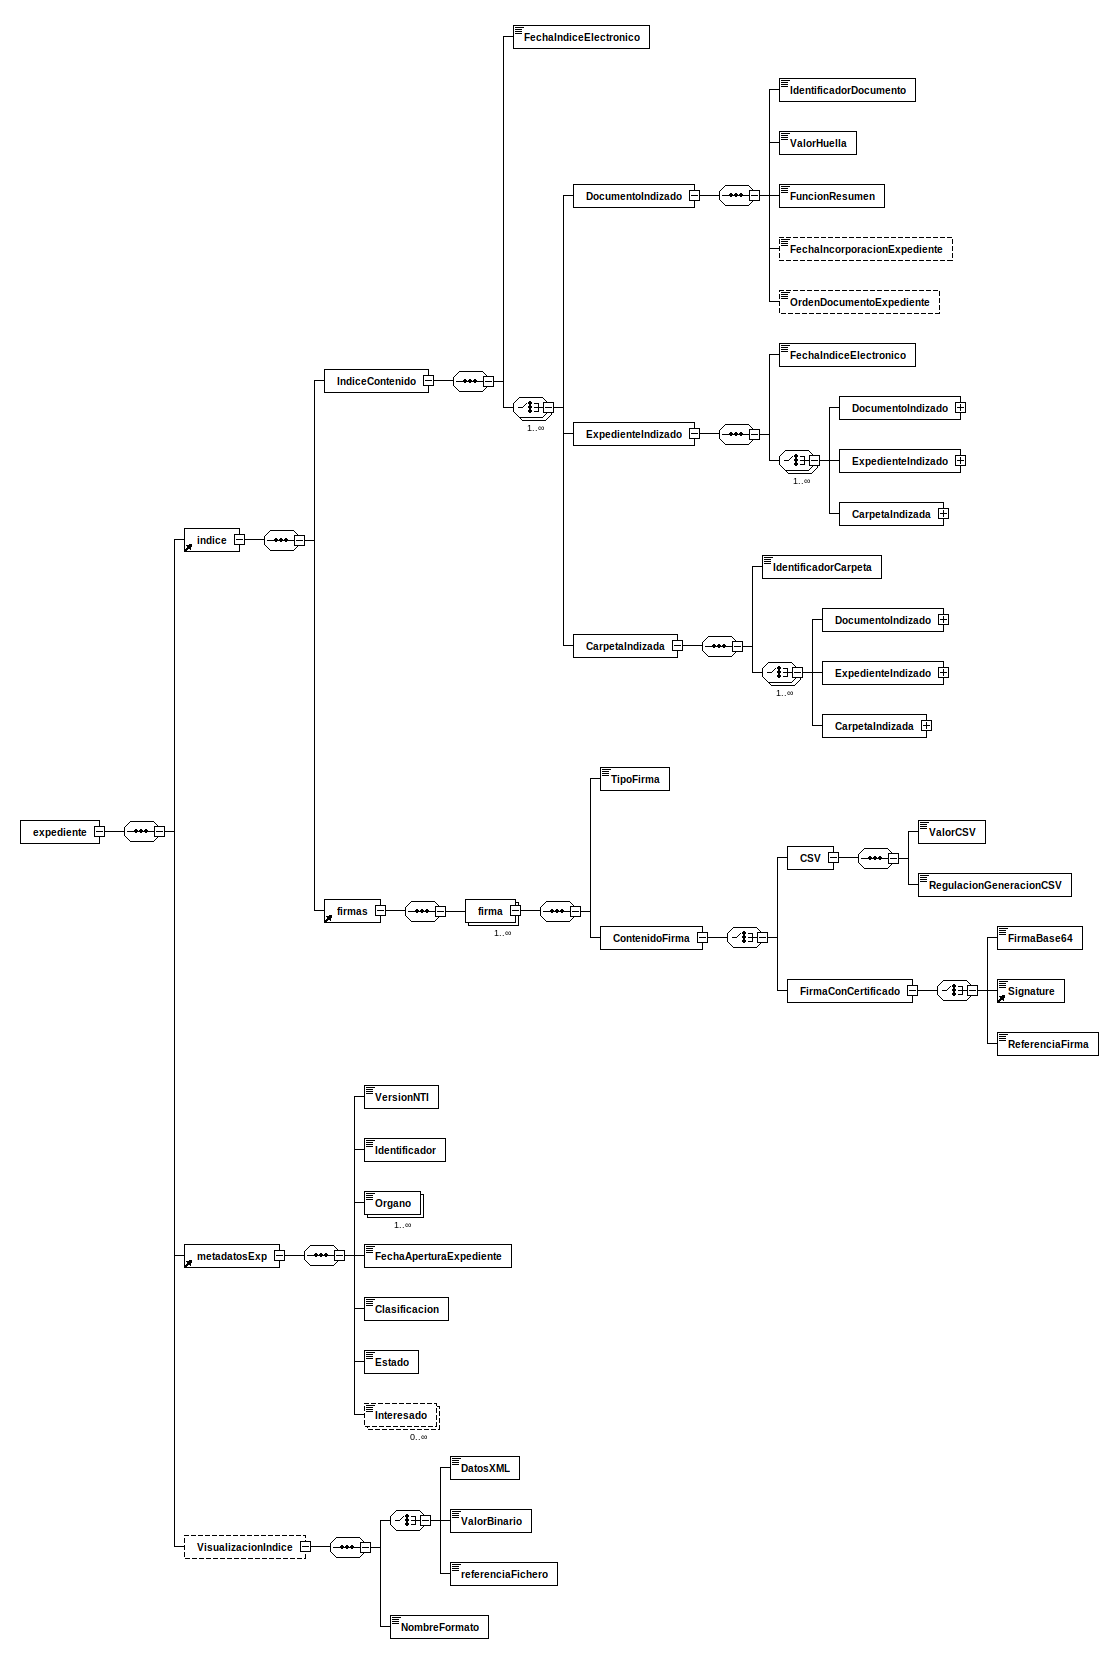 FechaIndiceElectronico
IdentificadorDocumento
ValorHuella
DocumentoIndizado
FuncionResumen
FechaIncorporacionExpediente
OrdenDocumentoExpediente
FechaIndiceElectronico
IndiceContenido
1..∞
DocumentoIndizado
ExpedienteIndizado
ExpedienteIndizado
1..∞
CarpetaIndizada
indice
IdentificadorCarpeta
DocumentoIndizado
CarpetaIndizada
ExpedienteIndizado
1..∞
CarpetaIndizada
TipoFirma
expediente
ValorCSV
CSV
RegulacionGeneracionCSV
firmas
firma
1..∞
ContenidoFirma
FirmaBase64
FirmaConCertificado
Signature
ReferenciaFirma
VersionNTI
Identificador
Organo
1..∞
metadatosExp
FechaAperturaExpediente
Clasificacion
Estado
Interesado
0..∞
DatosXML
ValorBinario
VisualizacionIndice
referenciaFichero
NombreFormato